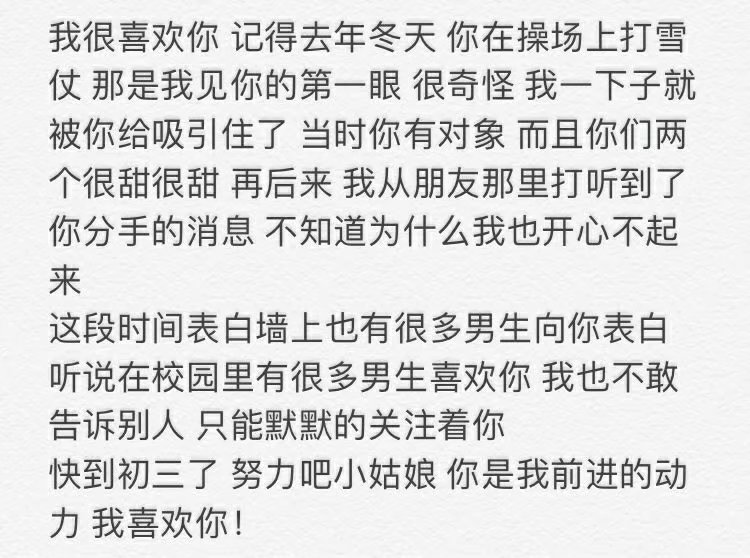 我很喜欢你 记得去年冬天 你在操场上打雪
仗 那是我见你的第一眼 很奇怪 我一下子就
被你给吸引住了 当时你有对象 而且你们两
个很甜很甜 再后来 我从朋友那里打听到了
你分手的消息 不知道为什么我也开心不起
来
这段时间表白墙上也有很多男生向你表白
听说在校园里有很多男生喜欢你 我也不敢
告诉别人 只能默默的关注着你
快到初三了 努力吧小姑娘 你是我前进的动
力 我喜欢你！